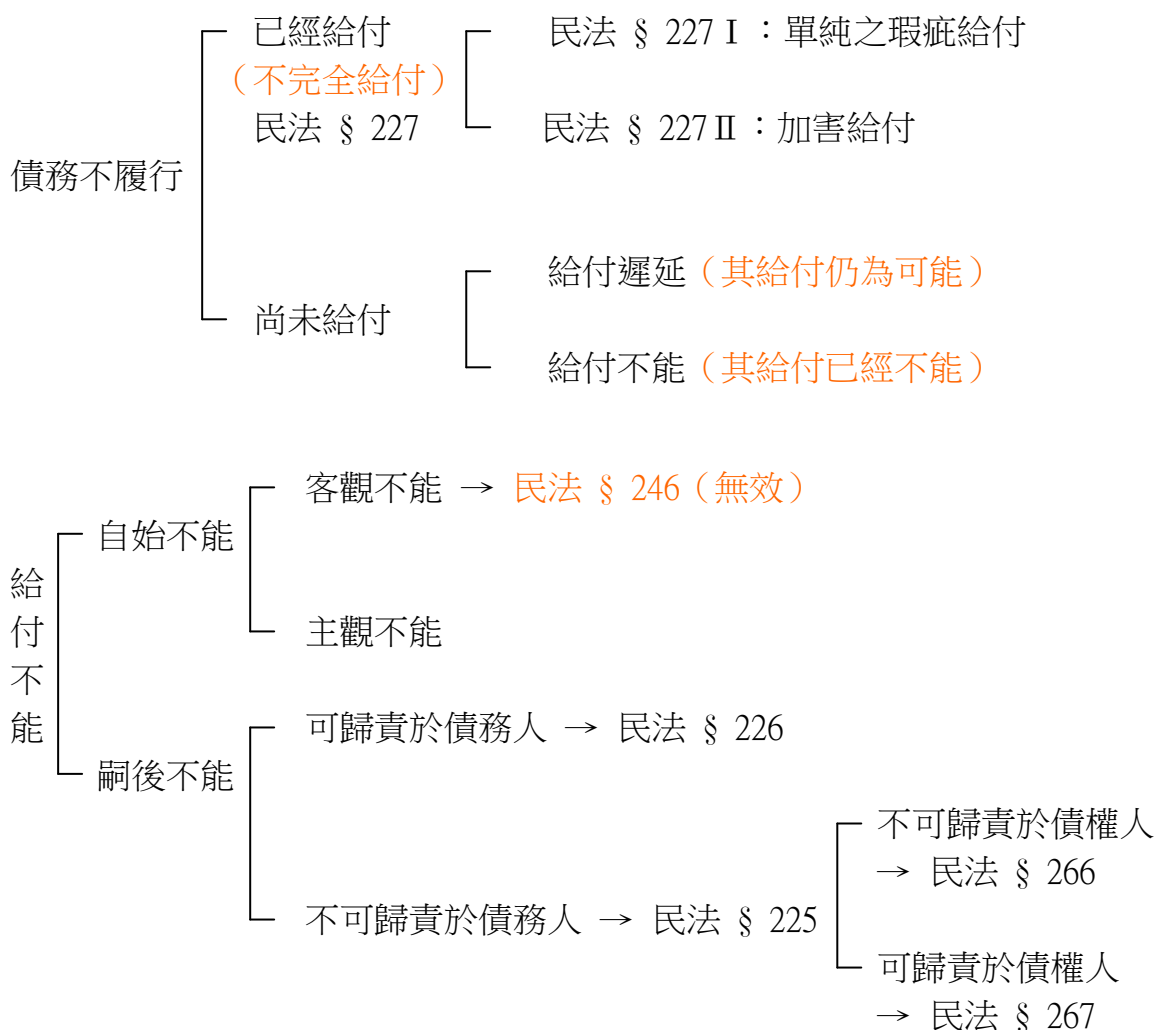 已經給付
民法 § 227 I ：單純之瑕疵給付
（不完全給付）
民法 § 227
民法 § 227 II ：加害給付
債務不履行
給付遲延（其給付仍為可能）
尚未給付
給付不能（其給付已經不能）
客觀不能 → 民法 § 246（無效）
自始不能
給付不能
主觀不能
可歸責於債務人 → 民法 § 226
嗣後不能
不可歸責於債權人
→ 民法 § 266
不可歸責於債務人 → 民法 § 225
可歸責於債權人
→ 民法 § 267